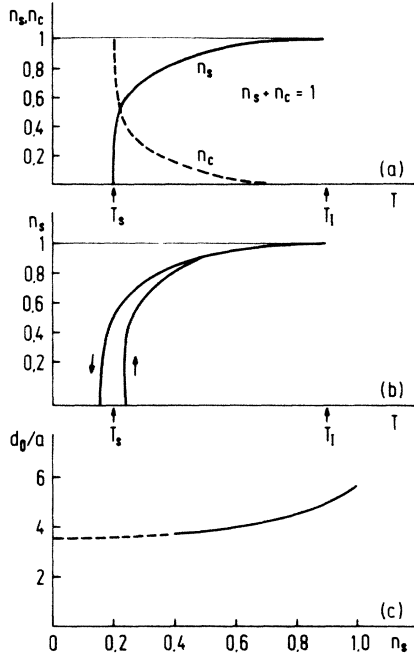 n_s,n_c
1
0,8
0,6
0,4
0,2
n_s
n_s + n_c = 1
n_c
(a)
T_s
T_I
T
n_s
1
0,8
0,6
0,4
0,2
(b)
T_s
T_I
T
d_0/a
6
4
2
(c)
0
0,2
0,4
0,6
0,8
1,0
n_s